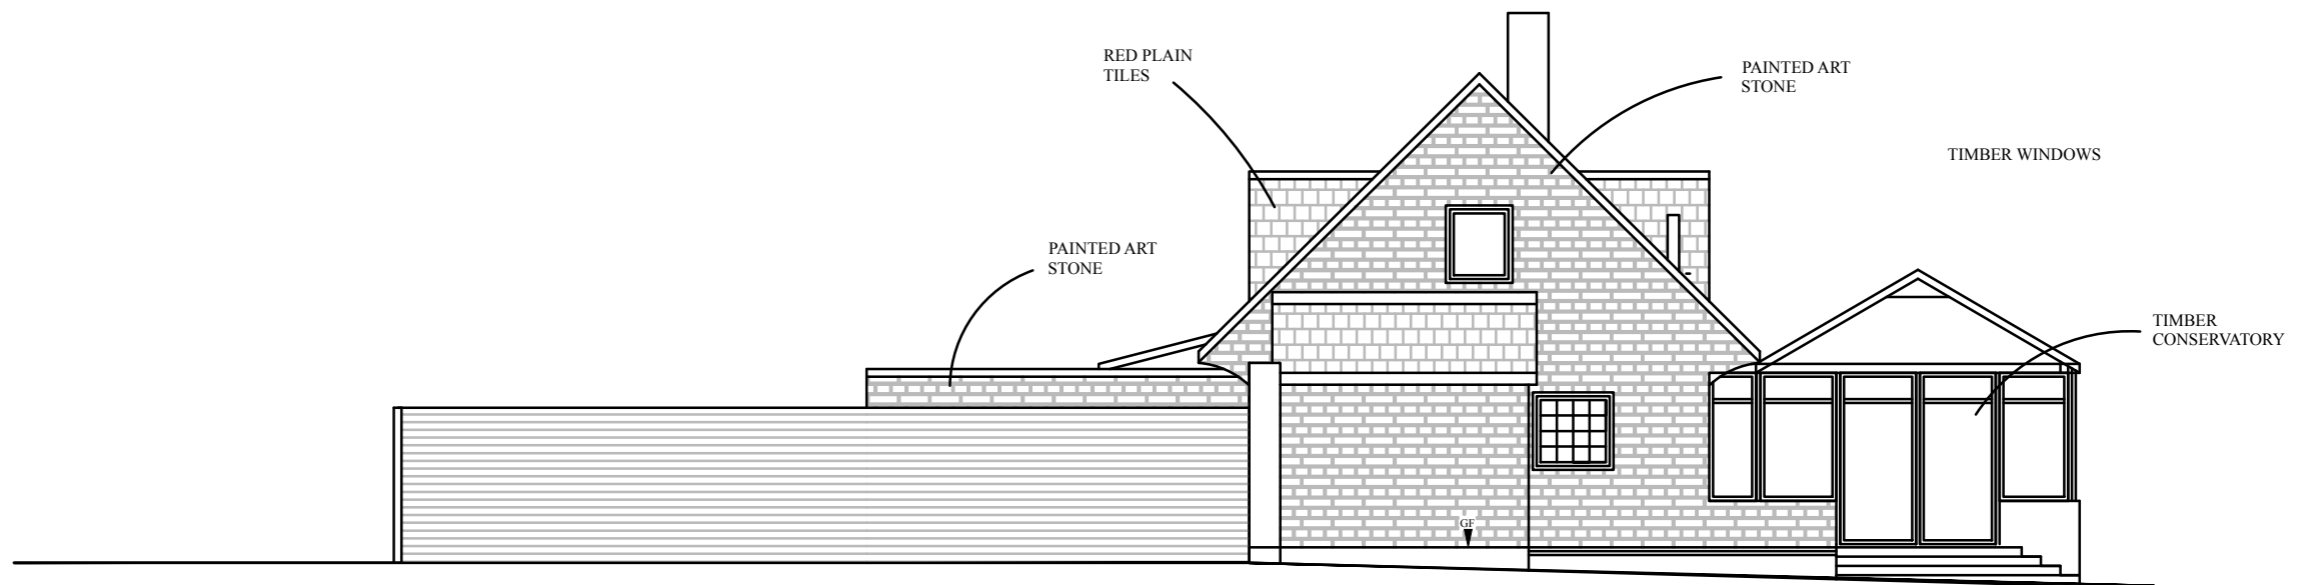 RED PLAIN
TILES
PAINTED ART
STONE
TIMBER WINDOWS
PAINTED ART
STONE
TIMBER
CONSERVATORY
GF